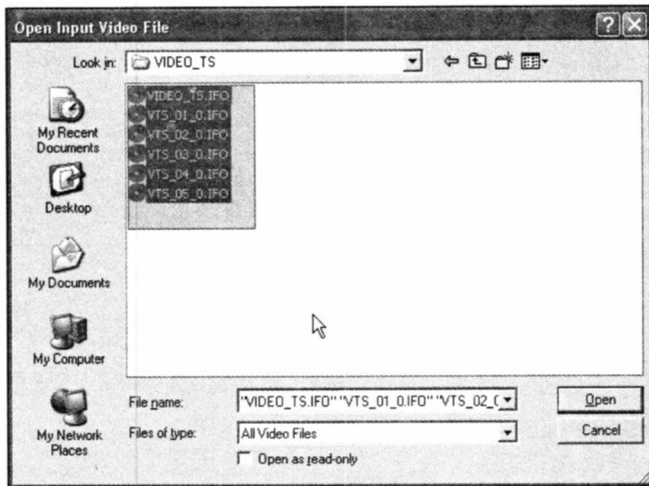 Open Input Video File
Look in: VIDEO_TS
VIDEO_TS.IFO
VTS_01_0.IFO
VTS_02_0.IFO
VTS_03_0.IFO
VTS_04_0.IFO
VTS_05_0.IFO
My Recent
Documents
Desktop
My Documents
My Computer
My Network
Places
File name: "VIDEO_TS.IFO" "VTS_01_0.IFO" "VTS_02_0
Open
Files of type: All Video Files
Cancel
Open as read-only